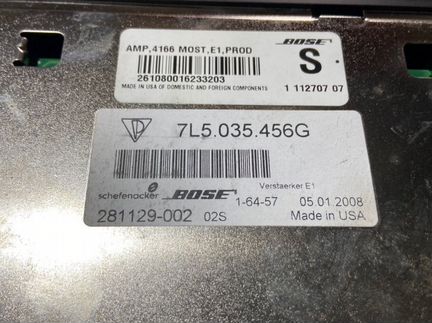 AMP,4166 MOST,E1,PROD
261080016233203
MADE IN USA OF DOMESTIC AND FOREIGN COMPONENTS
BOSE
S
1 112707 07
7L5.035.456G
Verstaerker E1
schefenacker BOSE 1-64-57 05.01.2008
281129-002 02S Made in USA